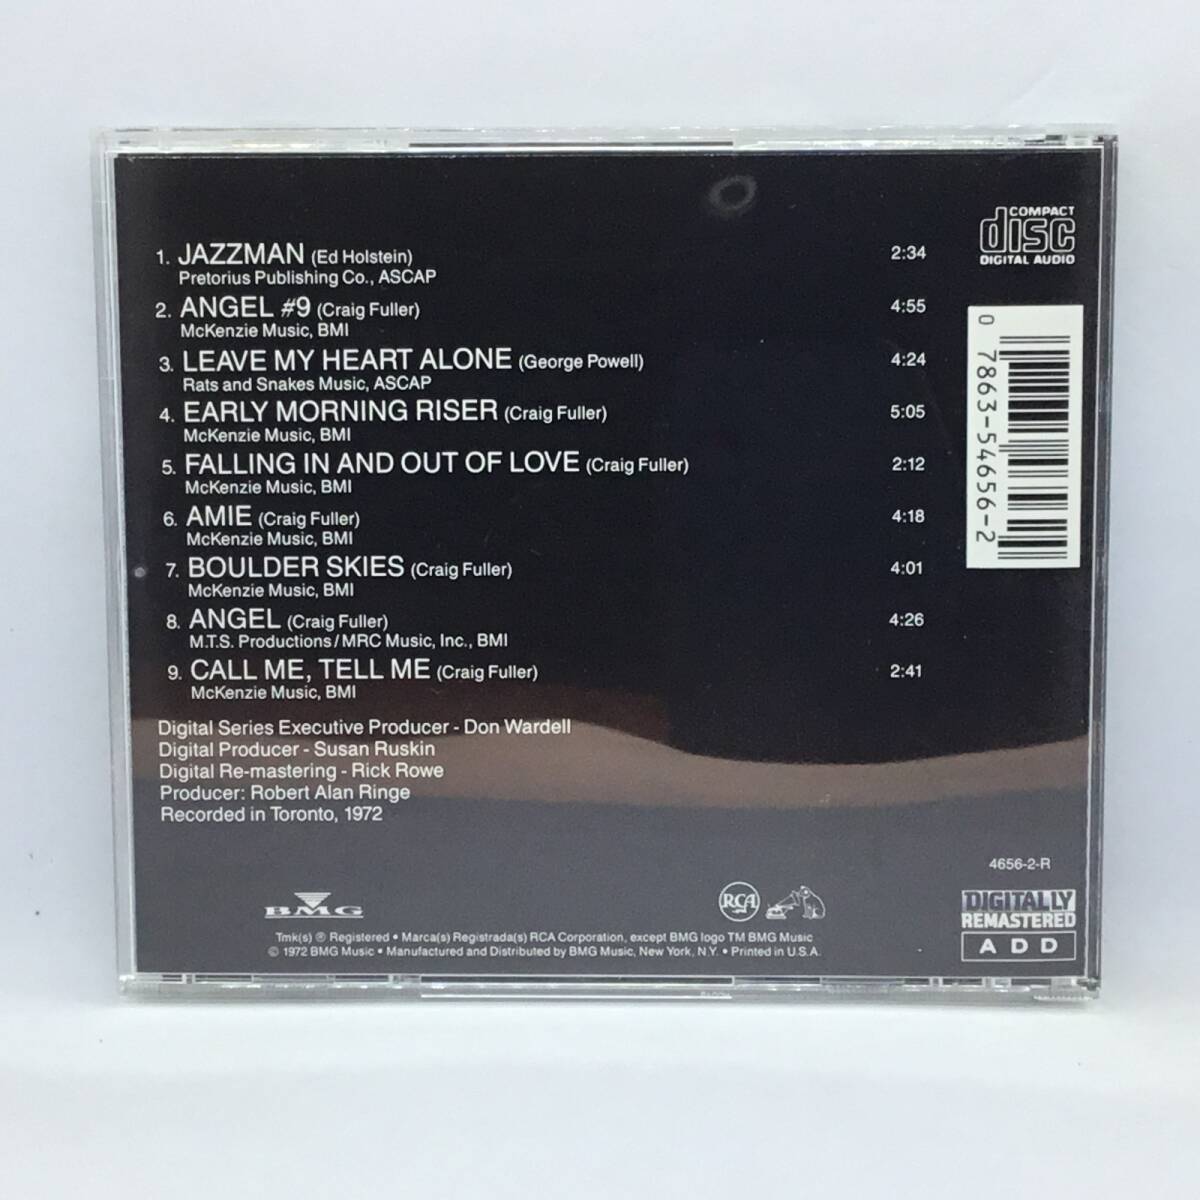 1. JAZZMAN (Ed Holstein) 2:34
Pretorius Publishing Co., ASCAP
2. ANGEL #9 (Craig Fuller) 4:55
McKenzie Music, BMI
3. LEAVE MY HEART ALONE (George Powell) 4:24
Rats and Snakes Music, ASCAP
4. EARLY MORNING RISER (Craig Fuller) 5:05
McKenzie Music, BMI
5. FALLING IN AND OUT OF LOVE (Craig Fuller) 2:12
McKenzie Music, BMI
6. AMIE (Craig Fuller) 4:18
McKenzie Music, BMI
7. BOULDER SKIES (Craig Fuller) 4:01
McKenzie Music, BMI
8. ANGEL (Craig Fuller) 4:26
M.T.S. Productions/MRC Music, Inc., BMI
9. CALL ME, TELL ME (Craig Fuller) 2:41
McKenzie Music, BMI
Digital Series Executive Producer - Don Wardell
Digital Producer - Susan Ruskin
Digital Re-mastering - Rick Rowe
Producer: Robert Alan Ringe
Recorded in Toronto, 1972
COMPACT
disc
DIGITAL AUDIO
0 7863-54656-2
4656-2-R
BMG
RCA
DIGITALLY
REMASTERED
ADD
Tmk(s) ® Registered • Marca(s) Registrada(s) RCA Corporation, except BMG logo TM BMG Music
© 1972 BMG Music • Manufactured and Distributed by BMG Music, New York, N.Y. • Printed in U.S.A.